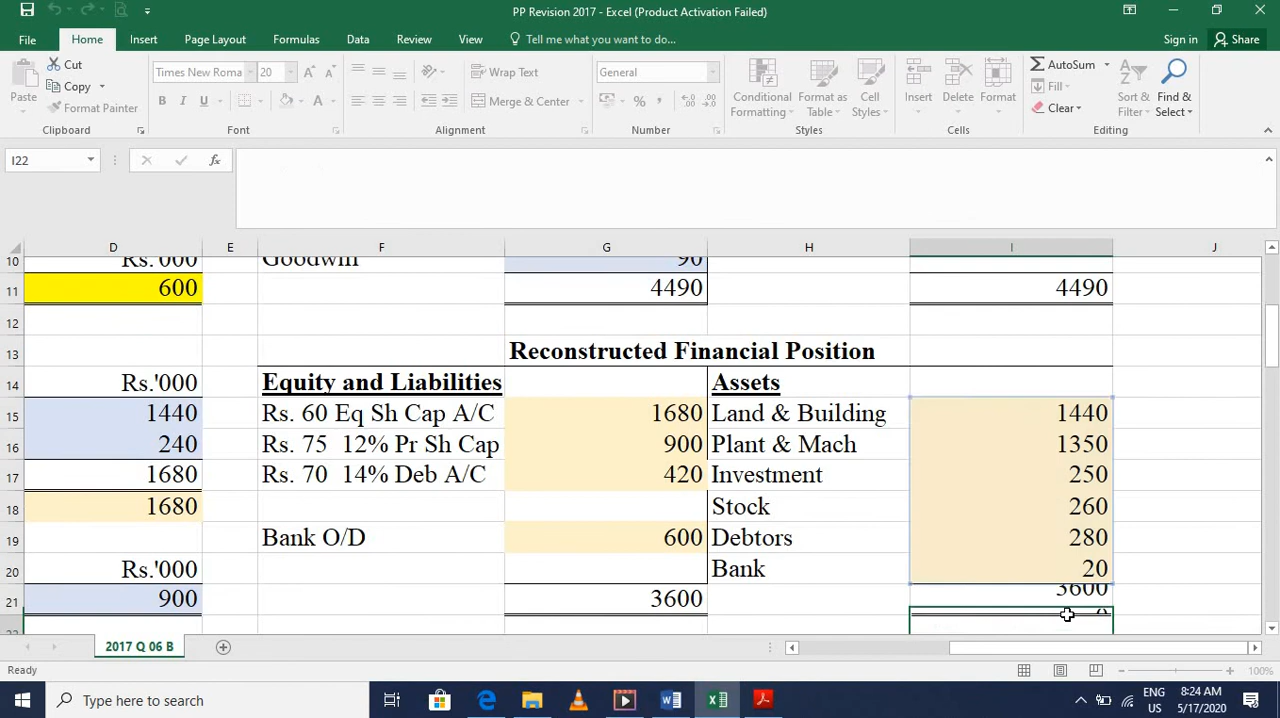 PP Revision 2017 - Excel (Product Activation Failed)
File Home Insert Page Layout Formulas Data Review View Tell me what you want to do... Sign in Share
Paste Cut Copy Format Painter
Times New Roma 20
B I U A
Wrap Text
Merge & Center
General
% ,
Conditional Formatting
Format as Table
Cell Styles
Insert Delete Format
AutoSum
Fill
Clear
Sort & Filter
Find & Select
Clipboard Font Alignment Number Styles Cells Editing
I22 fx
D E F G H I J
10 Rs.'000 Goodwill 90
11 600 4490 4490
12
13 Reconstructed Financial Position
14 Rs.'000 Equity and Liabilities Assets
15 1440 Rs. 60 Eq Sh Cap A/C 1680 Land & Building 1440
16 240 Rs. 75 12% Pr Sh Cap 900 Plant & Mach 1350
17 1680 Rs. 70 14% Deb A/C 420 Investment 250
18 1680 Stock 260
19 Bank O/D 600 Debtors 280
20 Rs.'000 Bank 20
21 900 3600 3600
2017 Q 06 B
Ready 100%
Type here to search
ENG
US
8:24 AM
5/17/2020